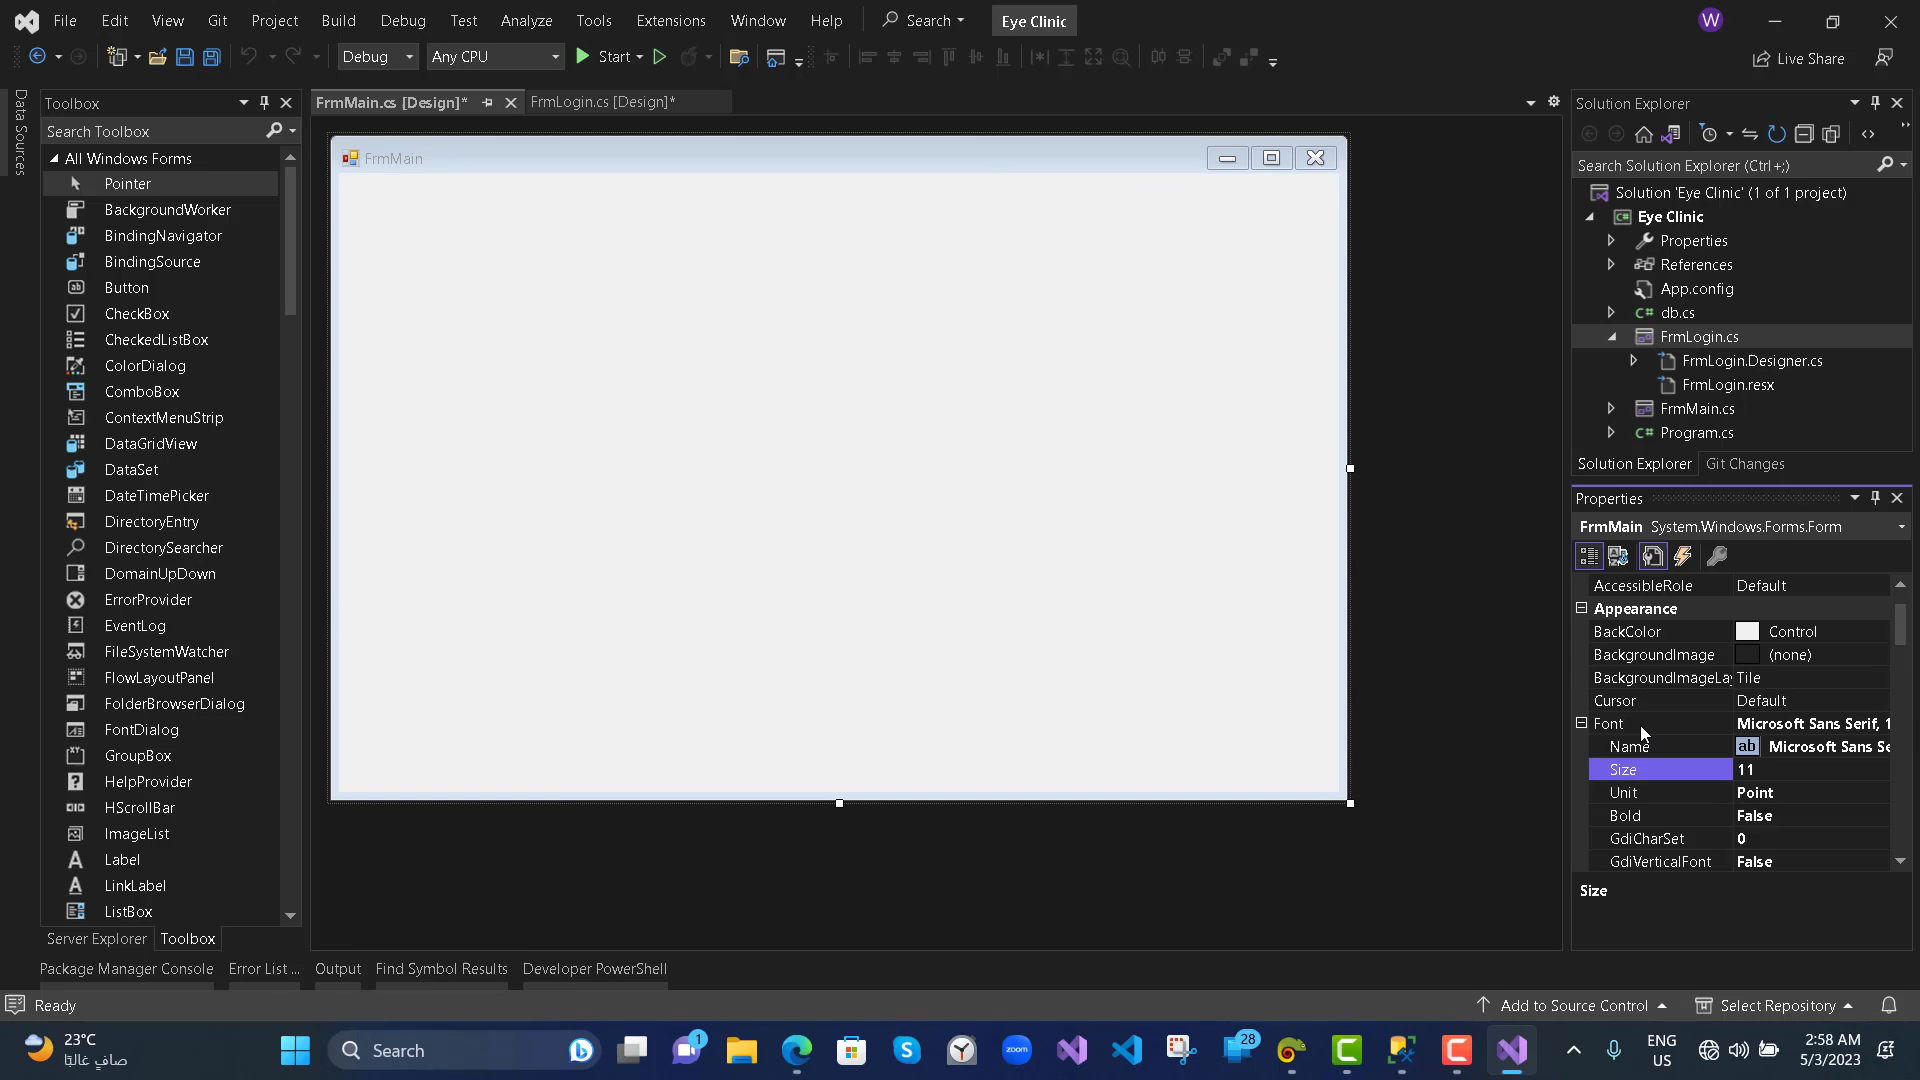 File Edit View Git Project Build Debug Test Analyze Tools Extensions Window Help Search Eye Clinic W
Debug Any CPU Start Live Share
Data Sources
Toolbox
Search Toolbox
All Windows Forms
Pointer
BackgroundWorker
BindingNavigator
BindingSource
Button
CheckBox
CheckedListBox
ColorDialog
ComboBox
ContextMenuStrip
DataGridView
DataSet
DateTimePicker
DirectoryEntry
DirectorySearcher
DomainUpDown
ErrorProvider
EventLog
FileSystemWatcher
FlowLayoutPanel
FolderBrowserDialog
FontDialog
GroupBox
HelpProvider
HScrollBar
ImageList
Label
LinkLabel
ListBox
Server Explorer Toolbox
FrmMain.cs [Design]* FrmLogin.cs [Design]*
FrmMain
Solution Explorer
Search Solution Explorer (Ctrl+;)
Solution 'Eye Clinic' (1 of 1 project)
Eye Clinic
Properties
References
App.config
db.cs
FrmLogin.cs
FrmLogin.Designer.cs
FrmLogin.resx
FrmMain.cs
Program.cs
Solution Explorer Git Changes
Properties
FrmMain System.Windows.Forms.Form
AccessibleRole Default
Appearance
BackColor Control
BackgroundImage (none)
BackgroundImageLay Tile
Cursor Default
Font Microsoft Sans Serif, 1
Name ab Microsoft Sans Se
Size 11
Unit Point
Bold False
GdiCharSet 0
GdiVerticalFont False
Size
Package Manager Console Error List ... Output Find Symbol Results Developer PowerShell
Ready Add to Source Control Select Repository
23°C
صافٍ غالبًا
Search 1 zoom 28
ENG
US
2:58 AM
5/3/2023